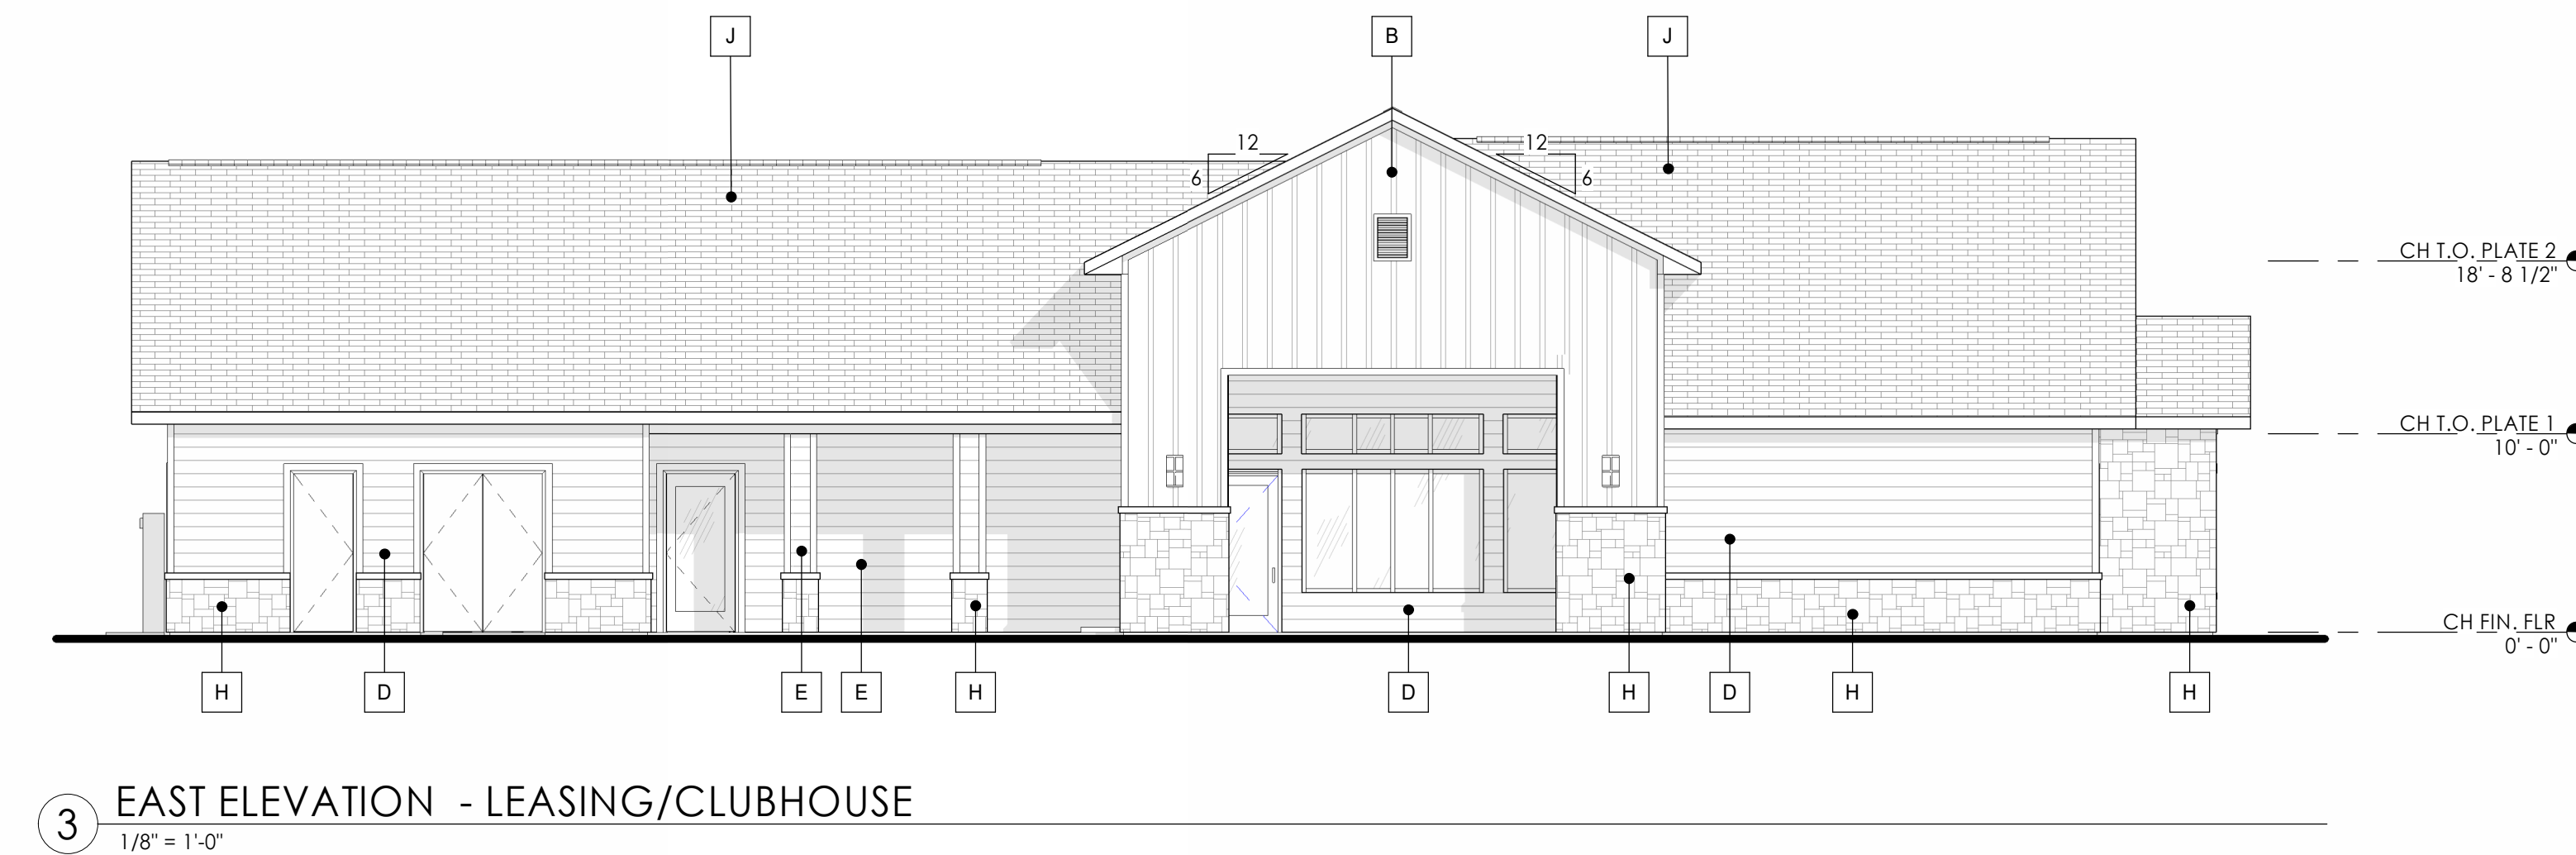 J
B
J
12
12
6
6
CH T.O. PLATE 2
18' - 8 1/2"
CH T.O. PLATE 1
10' - 0"
CH FIN. FLR
0' - 0"
H
D
E
E
H
D
H
D
H
H
3
EAST ELEVATION - LEASING/CLUBHOUSE
1/8" = 1'-0"